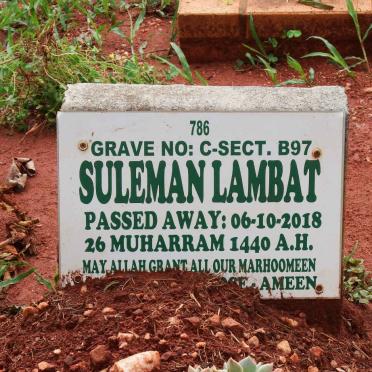 786
GRAVE NO: C-SECT. B97
SULEMAN LAMBAT
PASSED AWAY: 06-10-2018
26 MUHARRAM 1440 A.H.
MAY ALLAH GRANT ALL OUR MARHOOMEEN
AMEEN